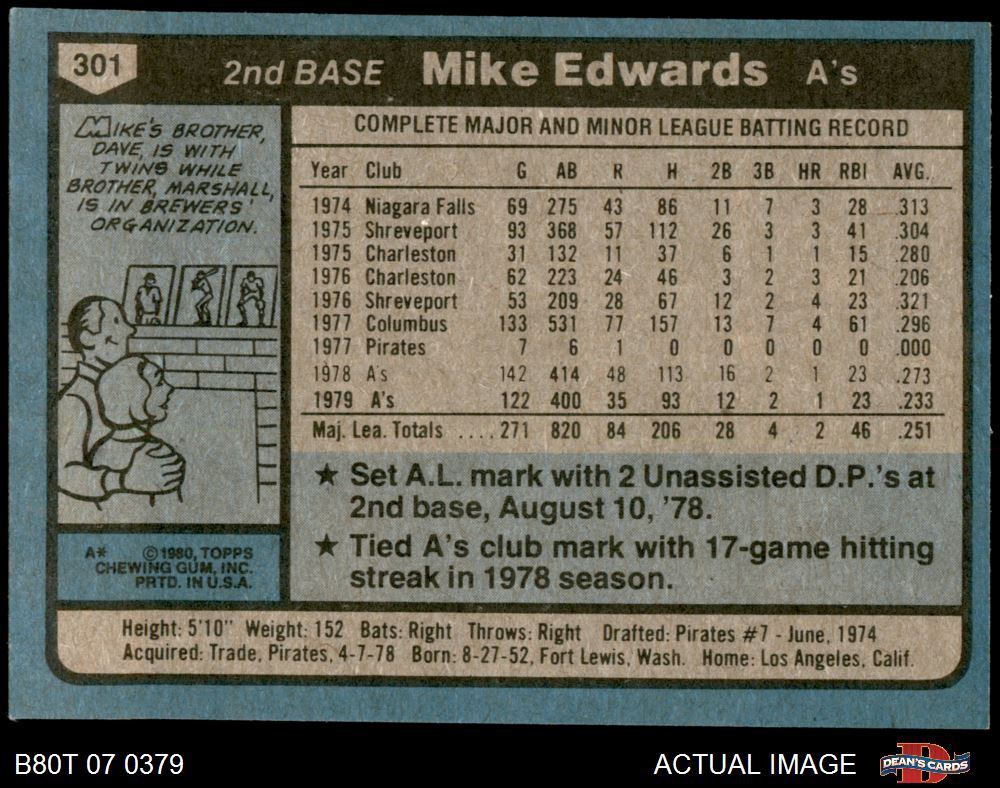 301
2nd BASE Mike Edwards A's
MIKE'S BROTHER,
DAVE, IS WITH
TWINS WHILE
BROTHER, MARSHALL,
IS IN BREWERS'
ORGANIZATION.
COMPLETE MAJOR AND MINOR LEAGUE BATTING RECORD
Year Club G AB R H 2B 3B HR RBI AVG.
1974 Niagara Falls 69 275 43 86 11 7 3 28 .313
1975 Shreveport 93 368 57 112 26 3 3 41 .304
1975 Charleston 31 132 11 37 6 1 1 15 .280
1976 Charleston 62 223 24 46 3 2 3 21 .206
1976 Shreveport 53 209 28 67 12 2 4 23 .321
1977 Columbus 133 531 77 157 13 7 4 61 .296
1977 Pirates 7 6 1 0 0 0 0 0 .000
1978 A's 142 414 48 113 16 2 1 23 .273
1979 A's 122 400 35 93 12 2 1 23 .233
Maj. Lea. Totals .... 271 820 84 206 28 4 2 46 .251
★ Set A.L. mark with 2 Unassisted D.P.'s at
2nd base, August 10, '78.
★ Tied A's club mark with 17-game hitting
streak in 1978 season.
A* ©1980, TOPPS
CHEWING GUM, INC.
PRTD. IN U.S.A.
Height: 5'10" Weight: 152 Bats: Right Throws: Right Drafted: Pirates #7 - June, 1974
Acquired: Trade, Pirates, 4-7-78 Born: 8-27-52, Fort Lewis, Wash. Home: Los Angeles, Calif.
B80T 07 0379
ACTUAL IMAGE
DEAN'S CARDS